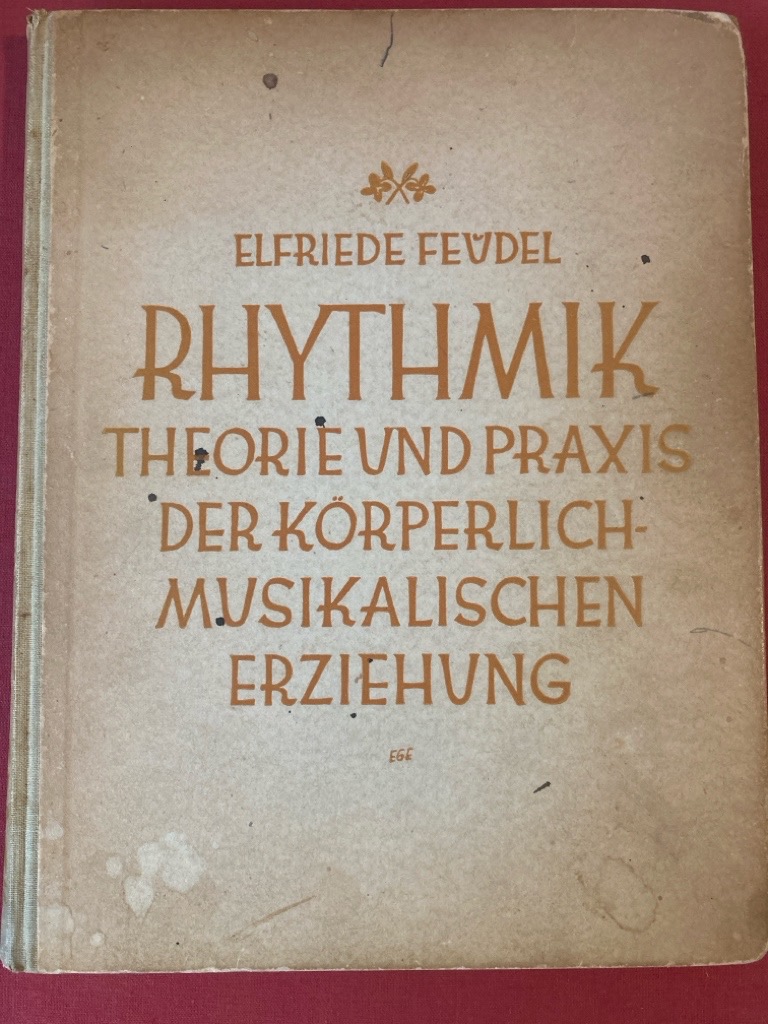 ELFRIEDE FEUDEL
RHYTHMIK
THEORIE UND PRAXIS
DER KÖRPERLICH-
MUSIKALISCHEN
ERZIEHUNG
EGE